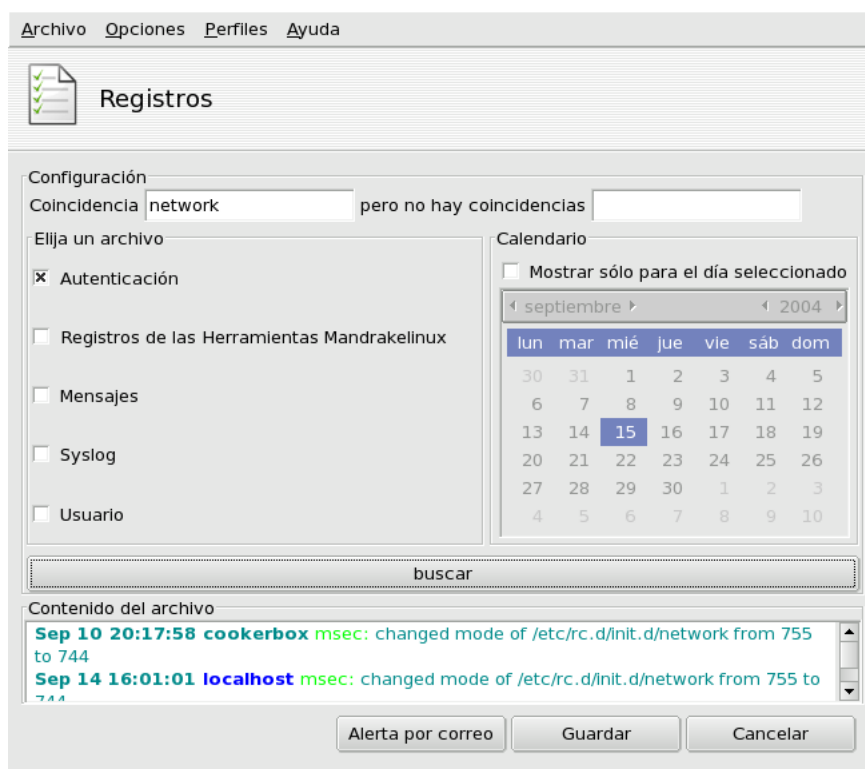 Archivo Opciones Perfiles Ayuda
Registros
Configuración
Coincidencia network pero no hay coincidencias
Elija un archivo
Autenticación
Registros de las Herramientas Mandrakelinux
Mensajes
Syslog
Usuario
Calendario
Mostrar sólo para el día seleccionado
septiembre 2004
lun mar mié jue vie sáb dom
30 31 1 2 3 4 5
6 7 8 9 10 11 12
13 14 15 16 17 18 19
20 21 22 23 24 25 26
27 28 29 30 1 2 3
4 5 6 7 8 9 10
buscar
Contenido del archivo
Sep 10 20:17:58 cookerbox msec: changed mode of /etc/rc.d/init.d/network from 755
to 744
Sep 14 16:01:01 localhost msec: changed mode of /etc/rc.d/init.d/network from 755 to
744
Alerta por correo Guardar Cancelar